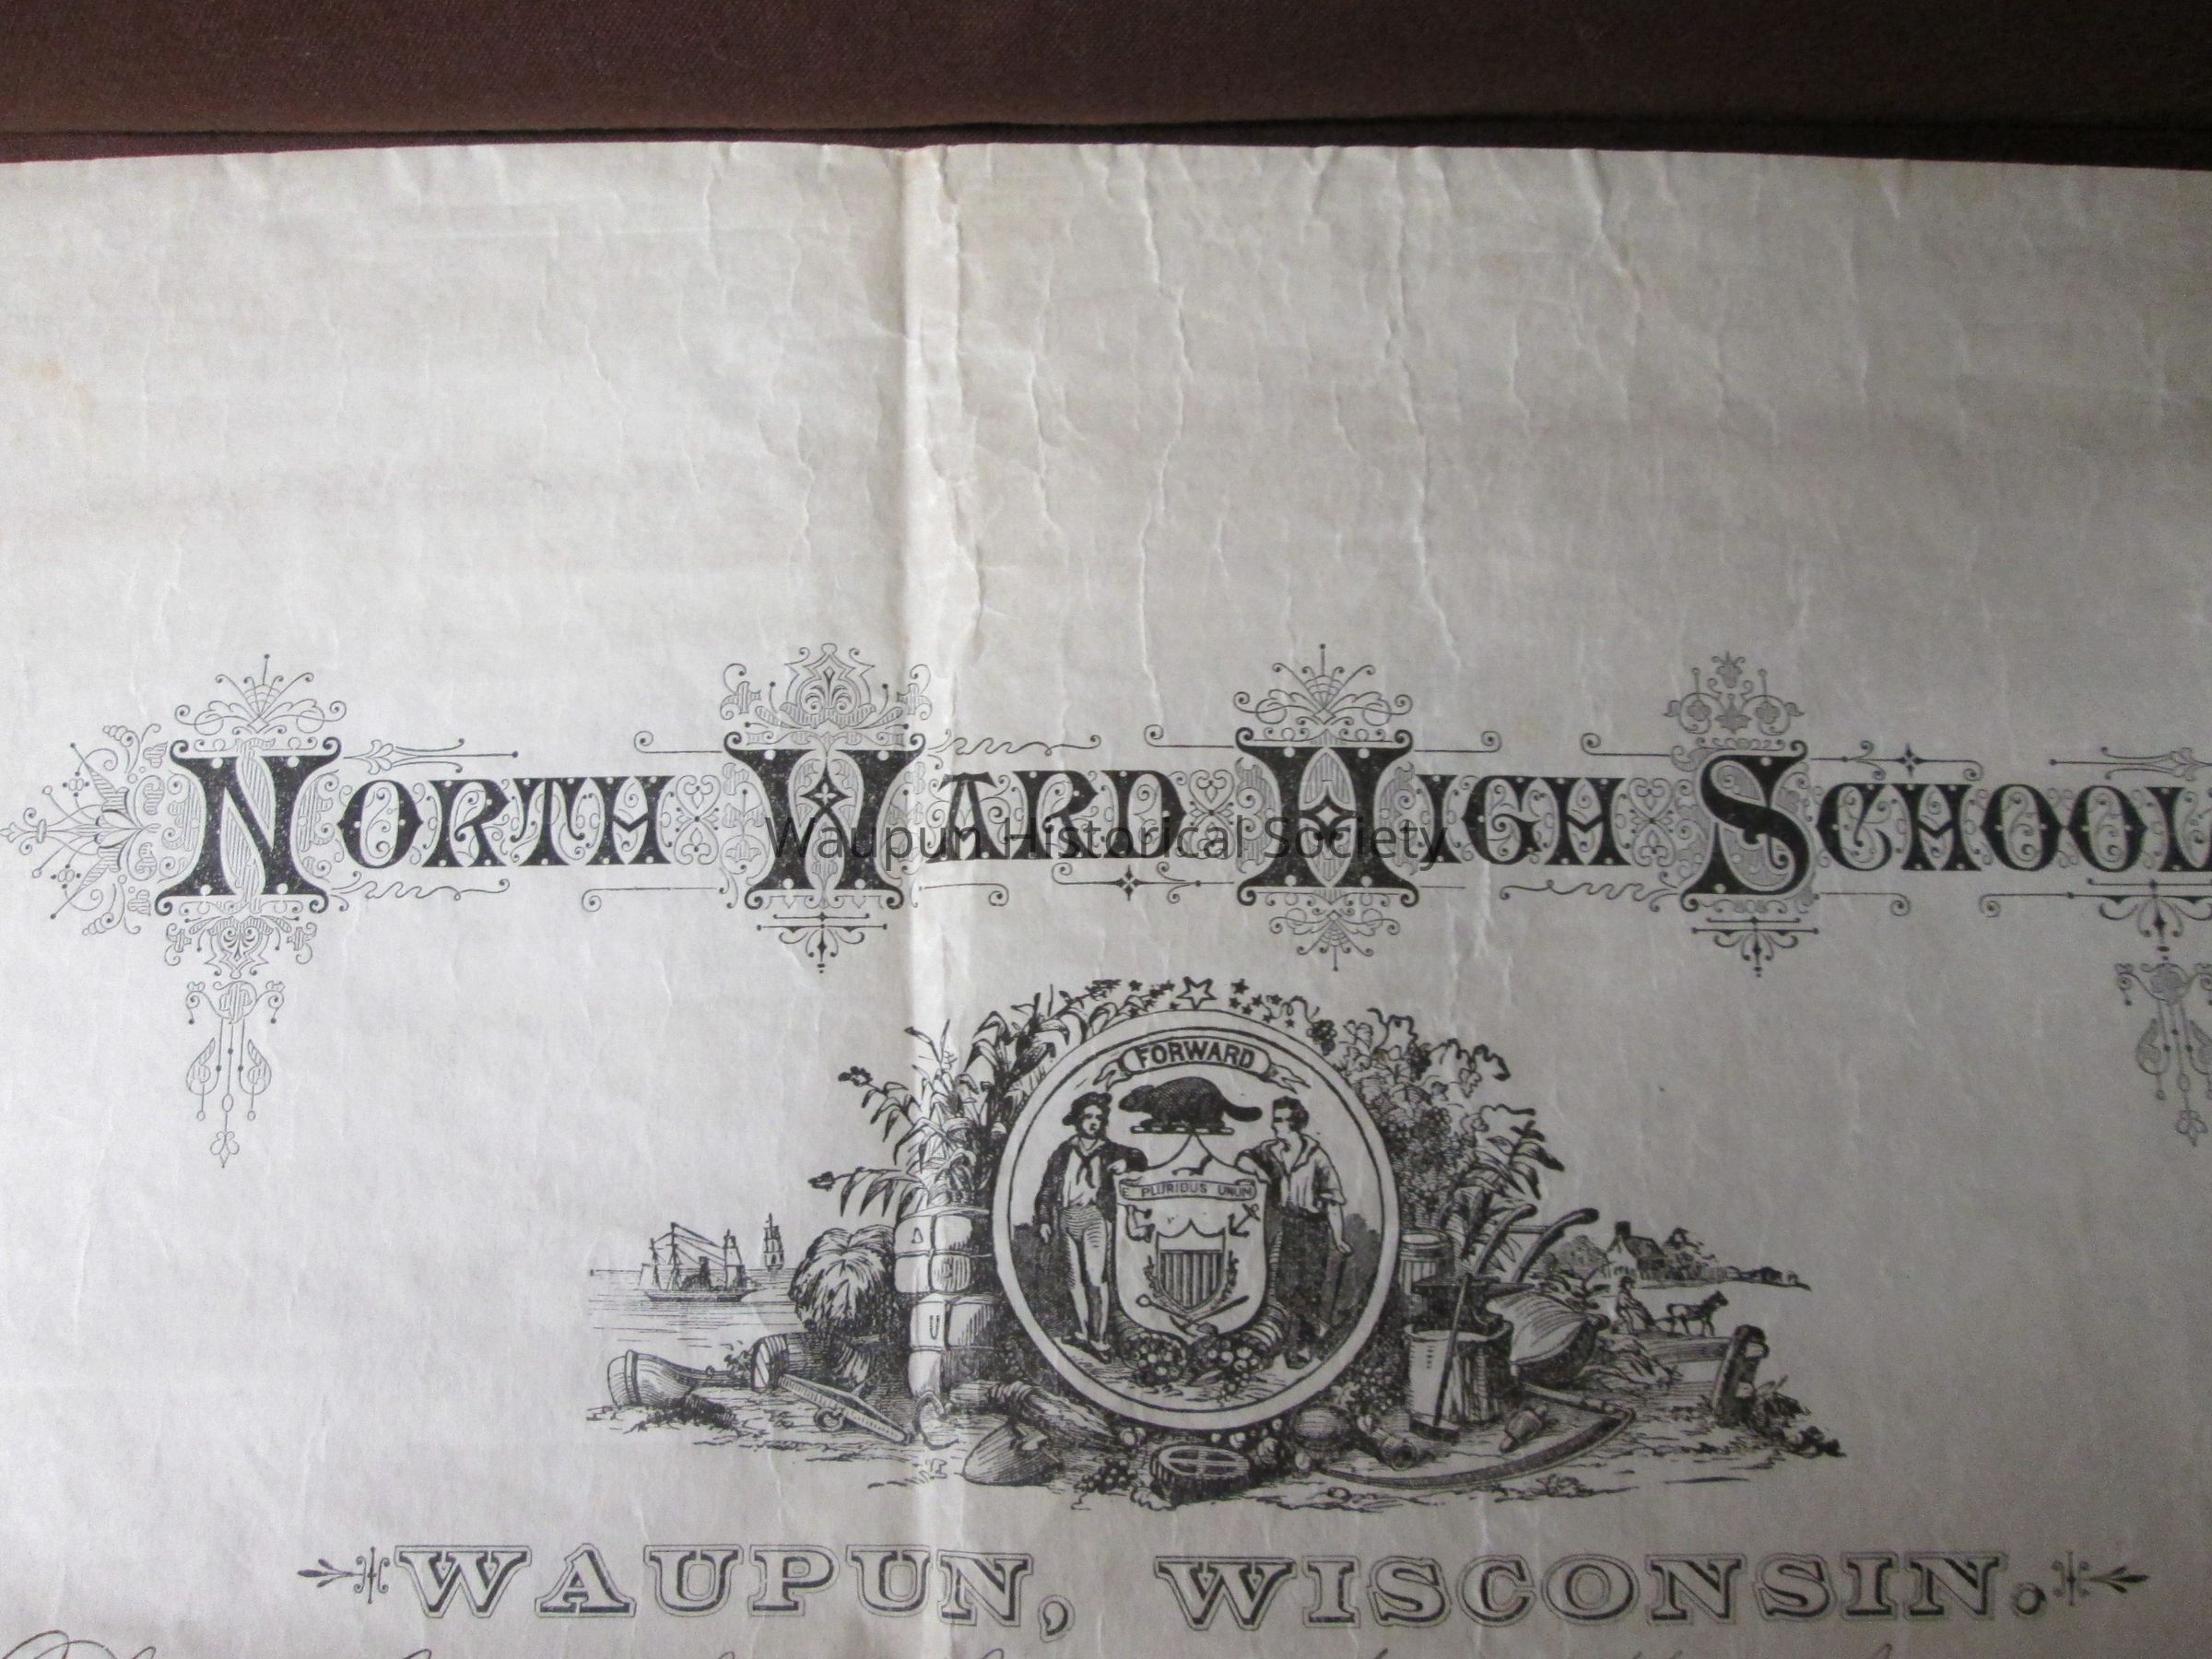 NORTH WARD HIGH SCHOOL
Waupun Historical Society
FORWARD
E PLURIBUS UNUM
WAUPUN, WISCONSIN.